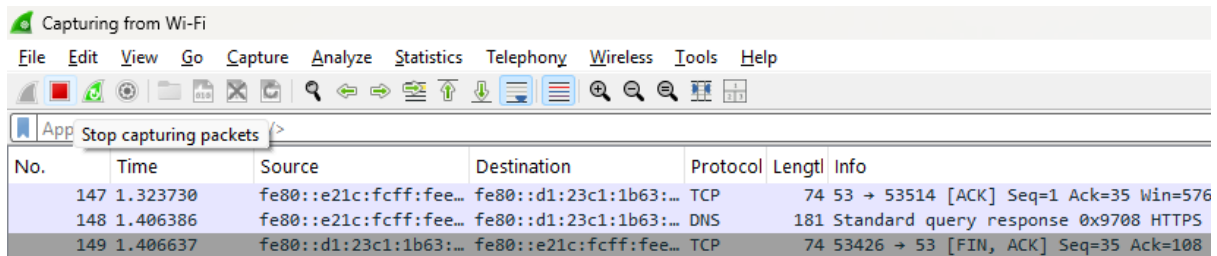 Capturing from Wi-Fi
File Edit View Go Capture Analyze Statistics Telephony Wireless Tools Help
App Stop capturing packets />
No. Time Source Destination Protocol Lengtl Info
147 1.323730 fe80::e21c:fcff:fee… fe80::d1:23c1:1b63:… TCP 74 53 → 53514 [ACK] Seq=1 Ack=35 Win=576
148 1.406386 fe80::e21c:fcff:fee… fe80::d1:23c1:1b63:… DNS 181 Standard query response 0x9708 HTTPS
149 1.406637 fe80::d1:23c1:1b63:… fe80::e21c:fcff:fee… TCP 74 53426 → 53 [FIN, ACK] Seq=35 Ack=108